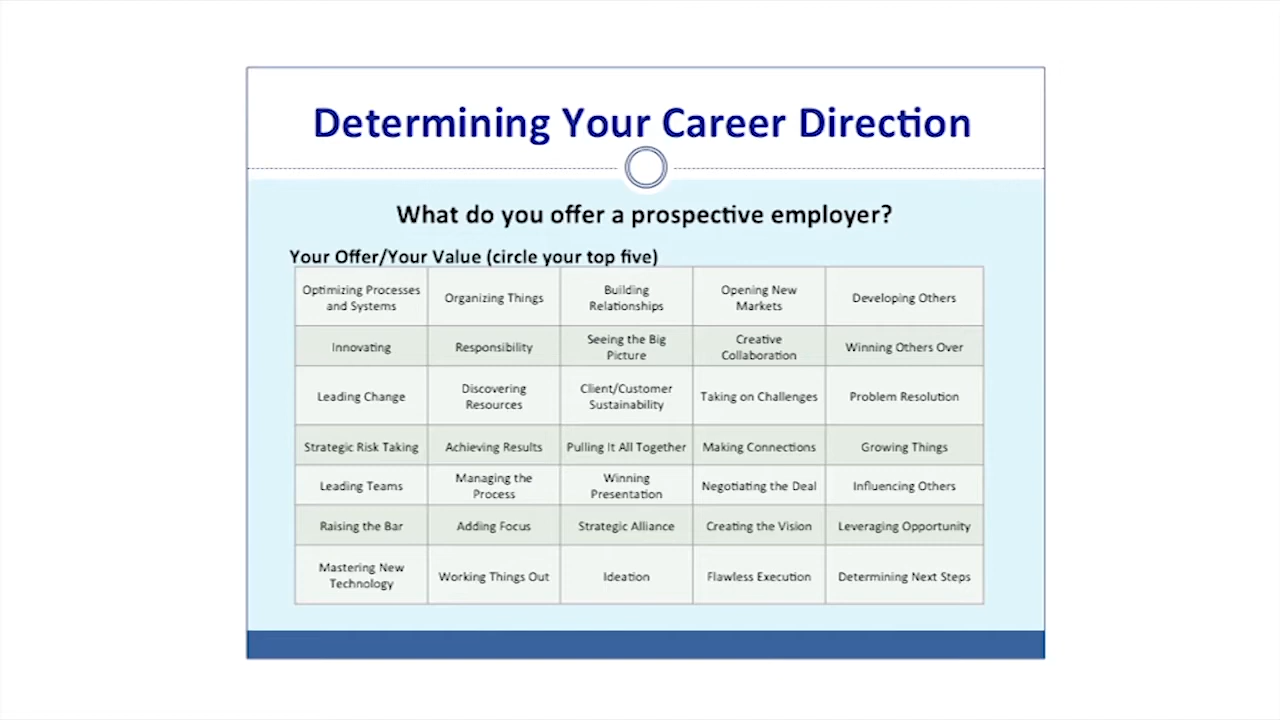 Determining Your Career Direction
What do you offer a prospective employer?
Your Offer/Your Value (circle your top five)
Optimizing Processes
and Systems
Organizing Things
Building
Relationships
Opening New
Markets
Developing Others
Innovating
Responsibility
Seeing the Big
Picture
Creative
Collaboration
Winning Others Over
Leading Change
Discovering
Resources
Client/Customer
Sustainability
Taking on Challenges
Problem Resolution
Strategic Risk Taking
Achieving Results
Pulling It All Together
Making Connections
Growing Things
Leading Teams
Managing the
Process
Winning
Presentation
Negotiating the Deal
Influencing Others
Raising the Bar
Adding Focus
Strategic Alliance
Creating the Vision
Leveraging Opportunity
Mastering New
Technology
Working Things Out
Ideation
Flawless Execution
Determining Next Steps